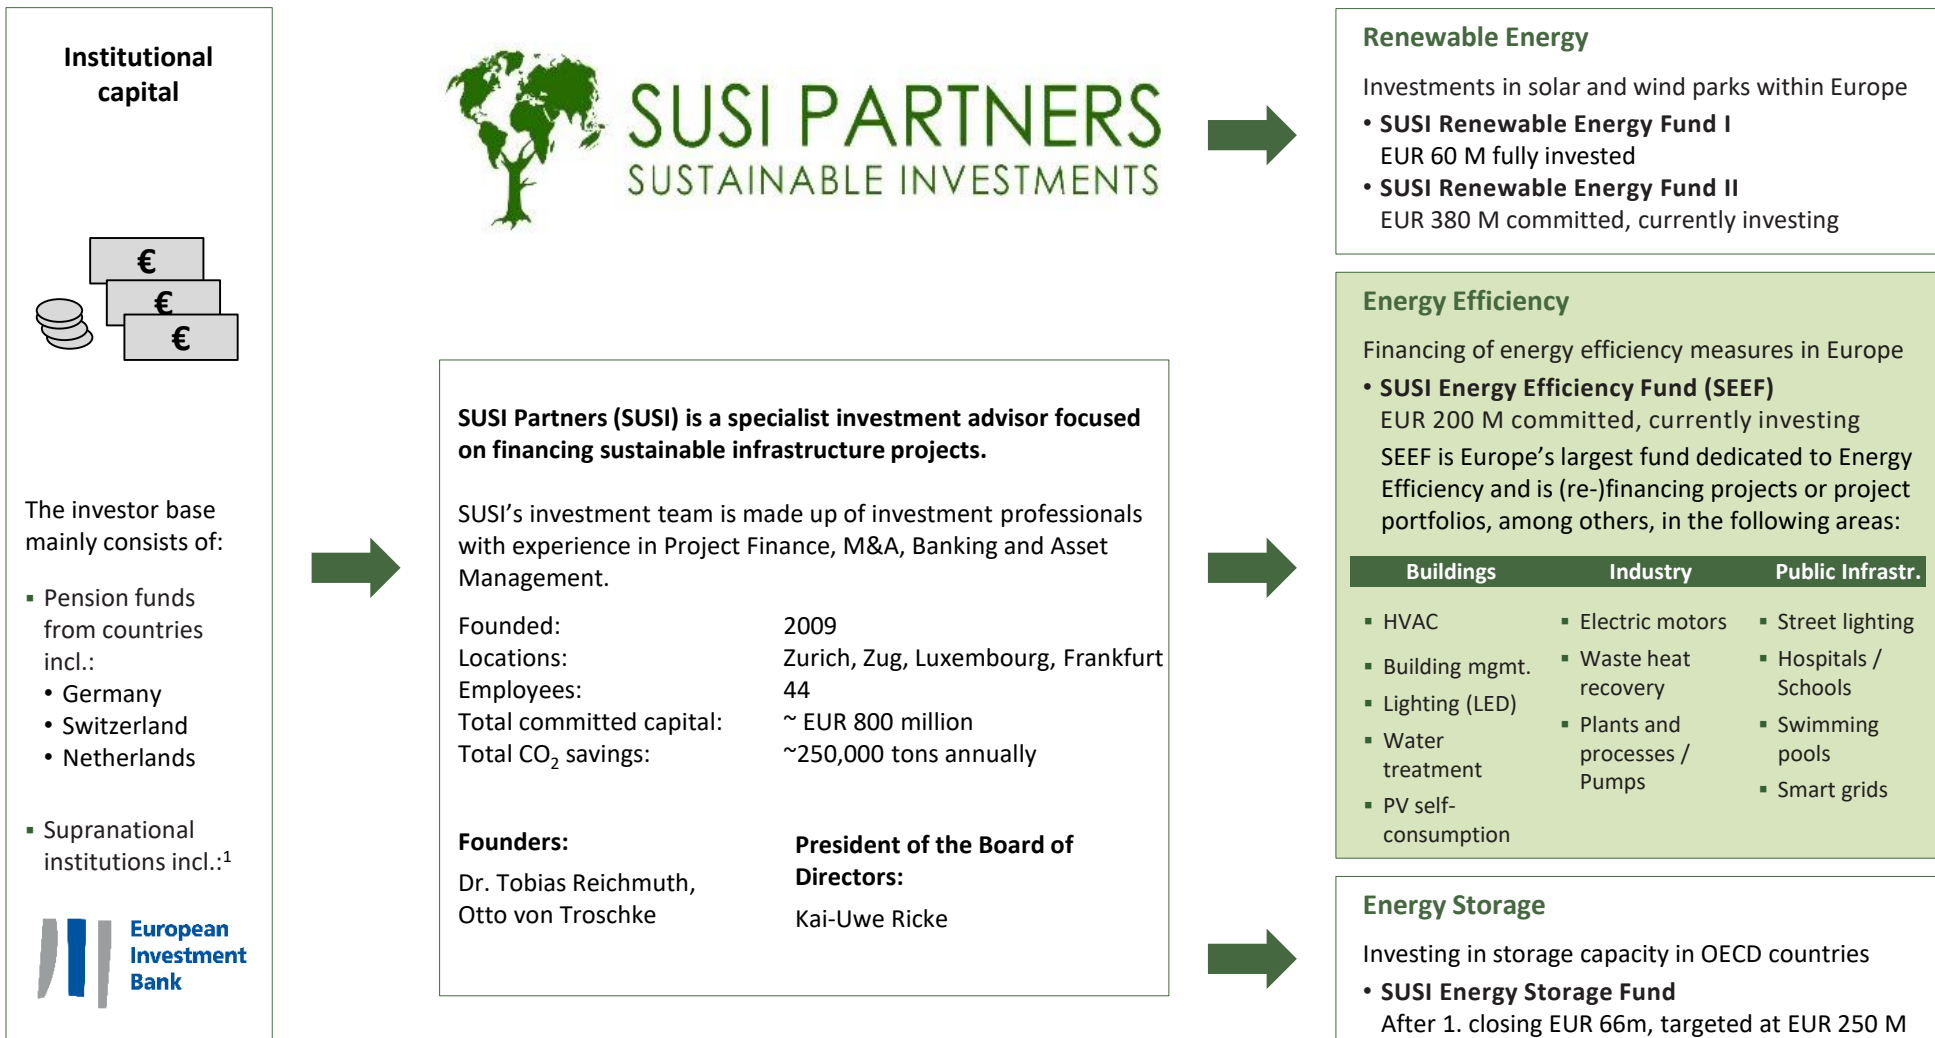 Institutional
capital
€
€
€
The investor base
mainly consists of:
▪ Pension funds
from countries
incl.:
• Germany
• Switzerland
• Netherlands
▪ Supranational
institutions incl.:1
European
Investment
Bank
SUSI PARTNERS
SUSTAINABLE INVESTMENTS
SUSI Partners (SUSI) is a specialist investment advisor focused
on financing sustainable infrastructure projects.
SUSI’s investment team is made up of investment professionals
with experience in Project Finance, M&A, Banking and Asset
Management.
Founded: 2009
Locations: Zurich, Zug, Luxembourg, Frankfurt
Employees: 44
Total committed capital: ~ EUR 800 million
Total CO2 savings: ~250,000 tons annually
Founders:
Dr. Tobias Reichmuth,
Otto von Troschke
President of the Board of
Directors:
Kai-Uwe Ricke
Renewable Energy
Investments in solar and wind parks within Europe
• SUSI Renewable Energy Fund I
EUR 60 M fully invested
• SUSI Renewable Energy Fund II
EUR 380 M committed, currently investing
Energy Efficiency
Financing of energy efficiency measures in Europe
• SUSI Energy Efficiency Fund (SEEF)
EUR 200 M committed, currently investing
SEEF is Europe’s largest fund dedicated to Energy
Efficiency and is (re-)financing projects or project
portfolios, among others, in the following areas:
Buildings
▪ HVAC
▪ Building mgmt.
▪ Lighting (LED)
▪ Water
treatment
▪ PV self-
consumption
Industry
▪ Electric motors
▪ Waste heat
recovery
▪ Plants and
processes /
Pumps
Public Infrastr.
▪ Street lighting
▪ Hospitals /
Schools
▪ Swimming
pools
▪ Smart grids
Energy Storage
Investing in storage capacity in OECD countries
• SUSI Energy Storage Fund
After 1. closing EUR 66m, targeted at EUR 250 M